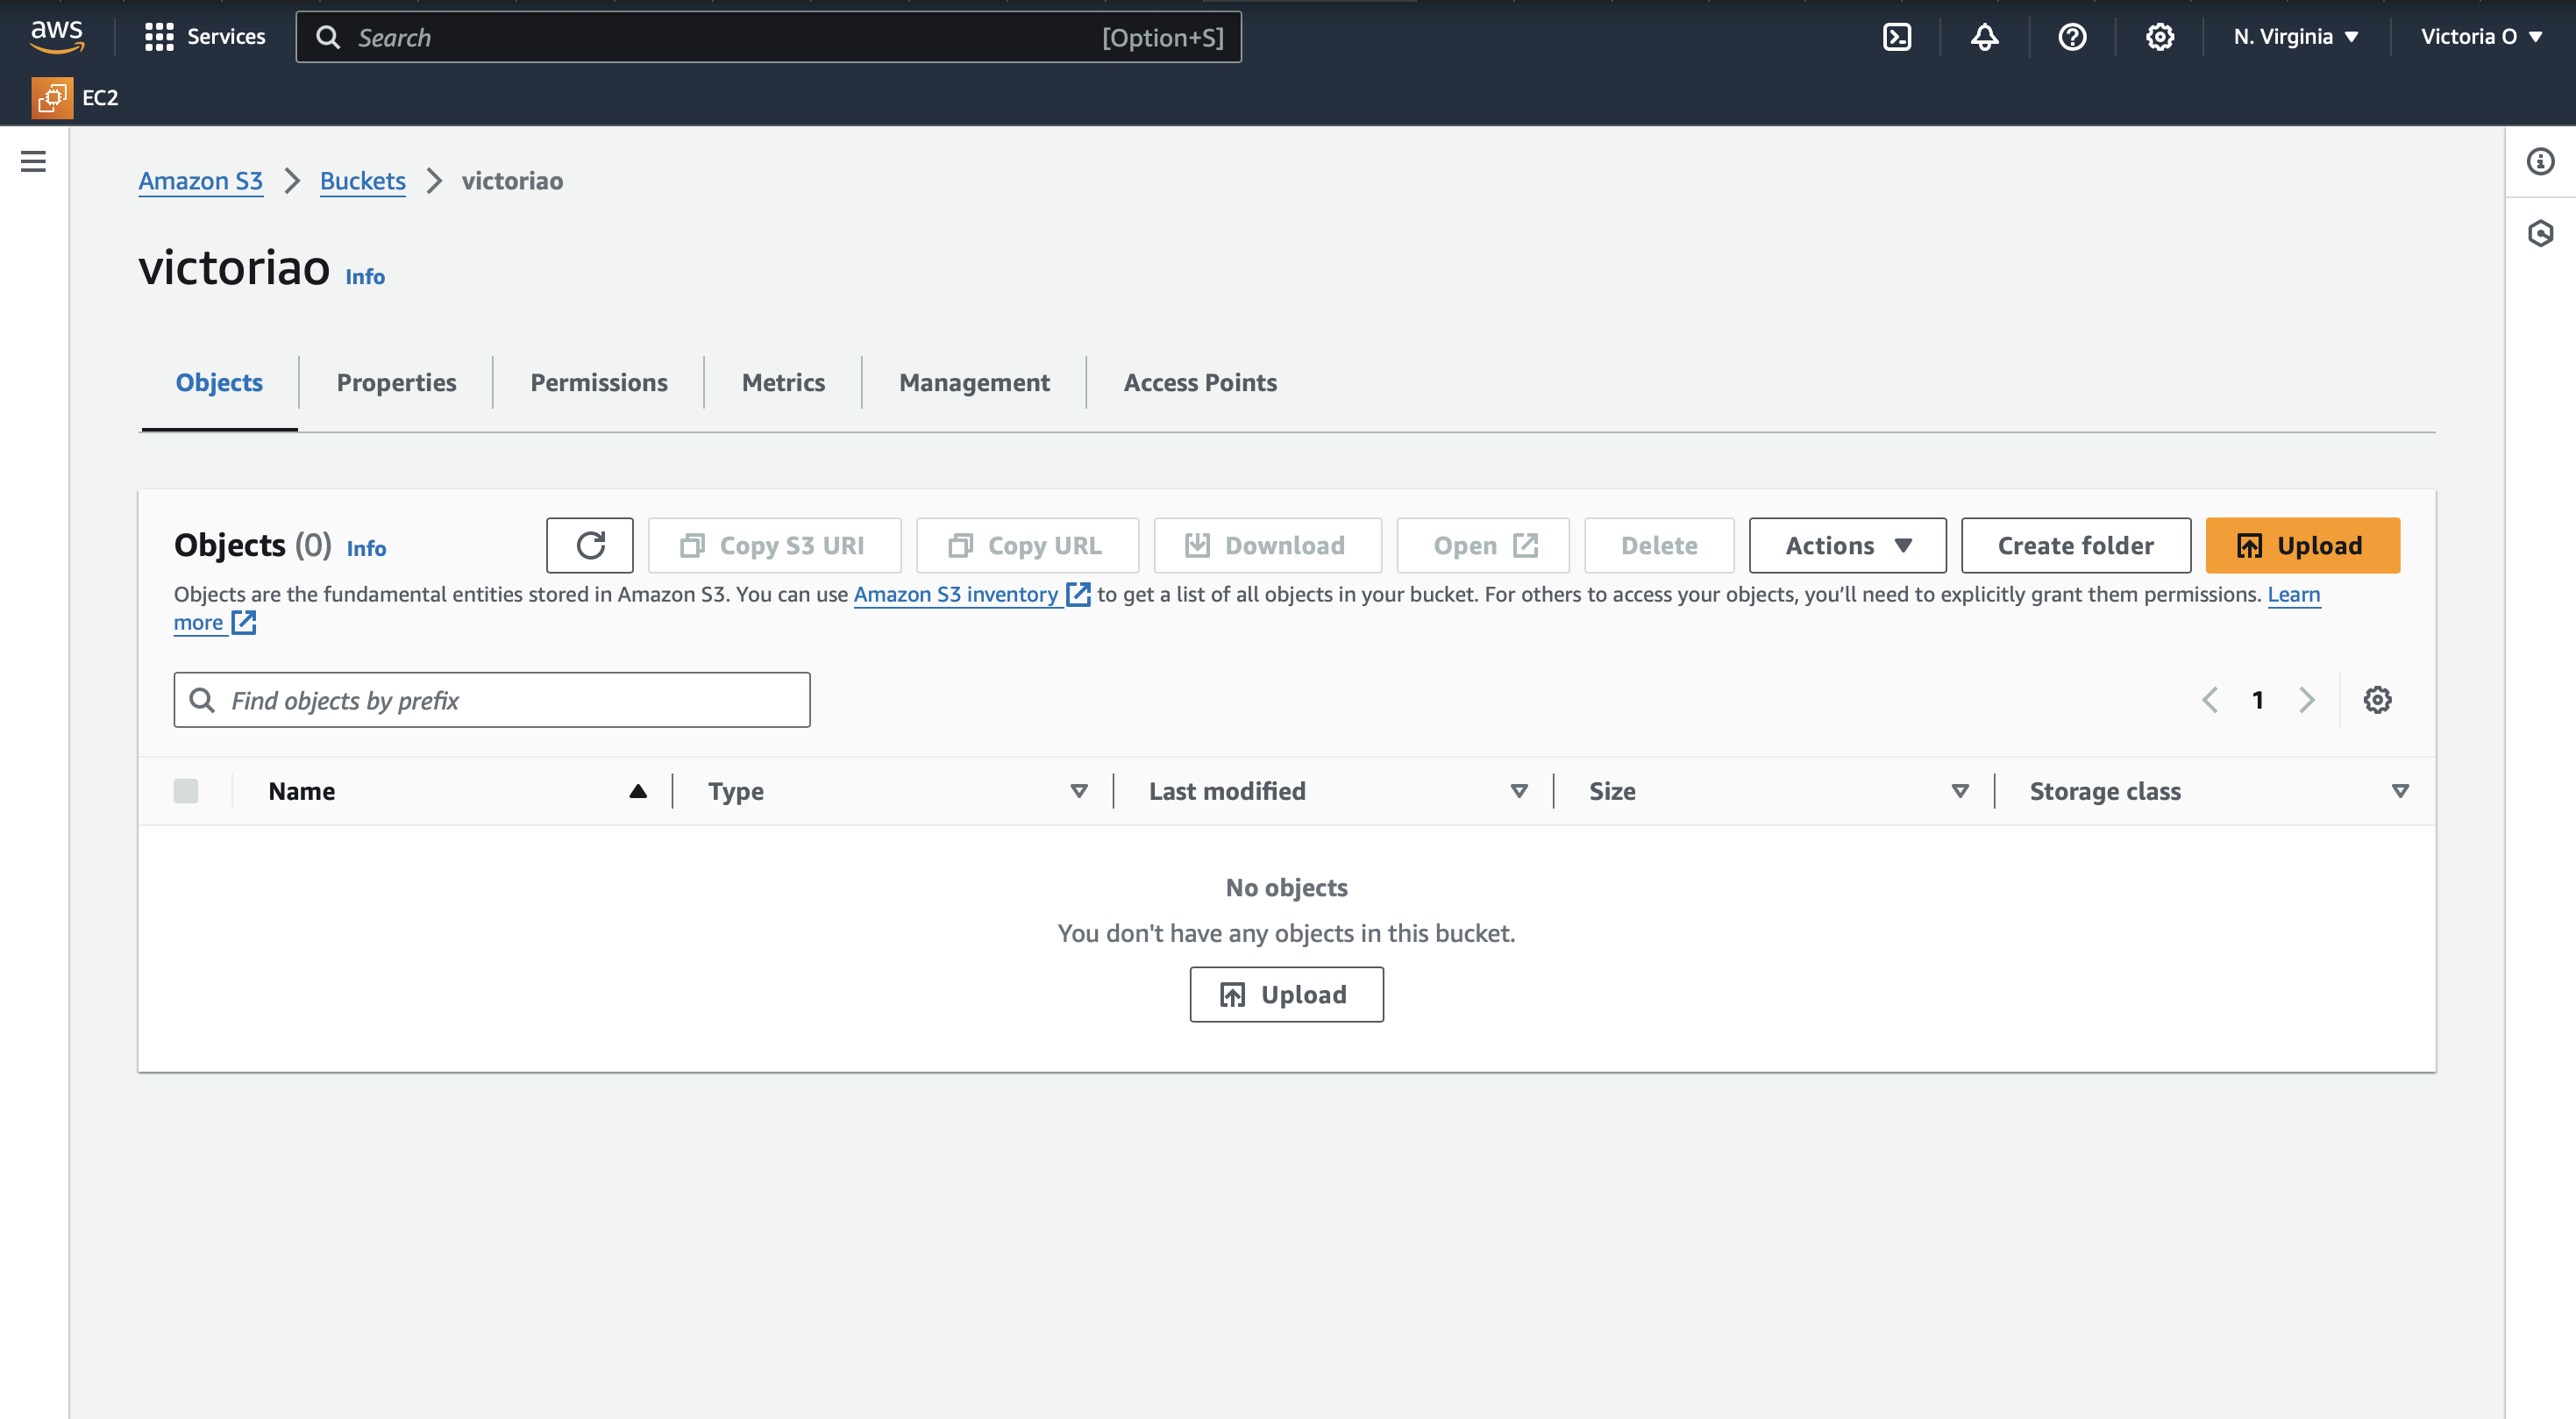 aws Services Search [Option+S] N. Virginia Victoria O
EC2
Amazon S3 Buckets victoriao
victoriao Info
Objects Properties Permissions Metrics Management Access Points
Objects (0) Info Copy S3 URI Copy URL Download Open Delete Actions Create folder Upload
Objects are the fundamental entities stored in Amazon S3. You can use Amazon S3 inventory to get a list of all objects in your bucket. For others to access your objects, you’ll need to explicitly grant them permissions. Learn
more
Find objects by prefix 1
Name Type Last modified Size Storage class
No objects
You don't have any objects in this bucket.
Upload